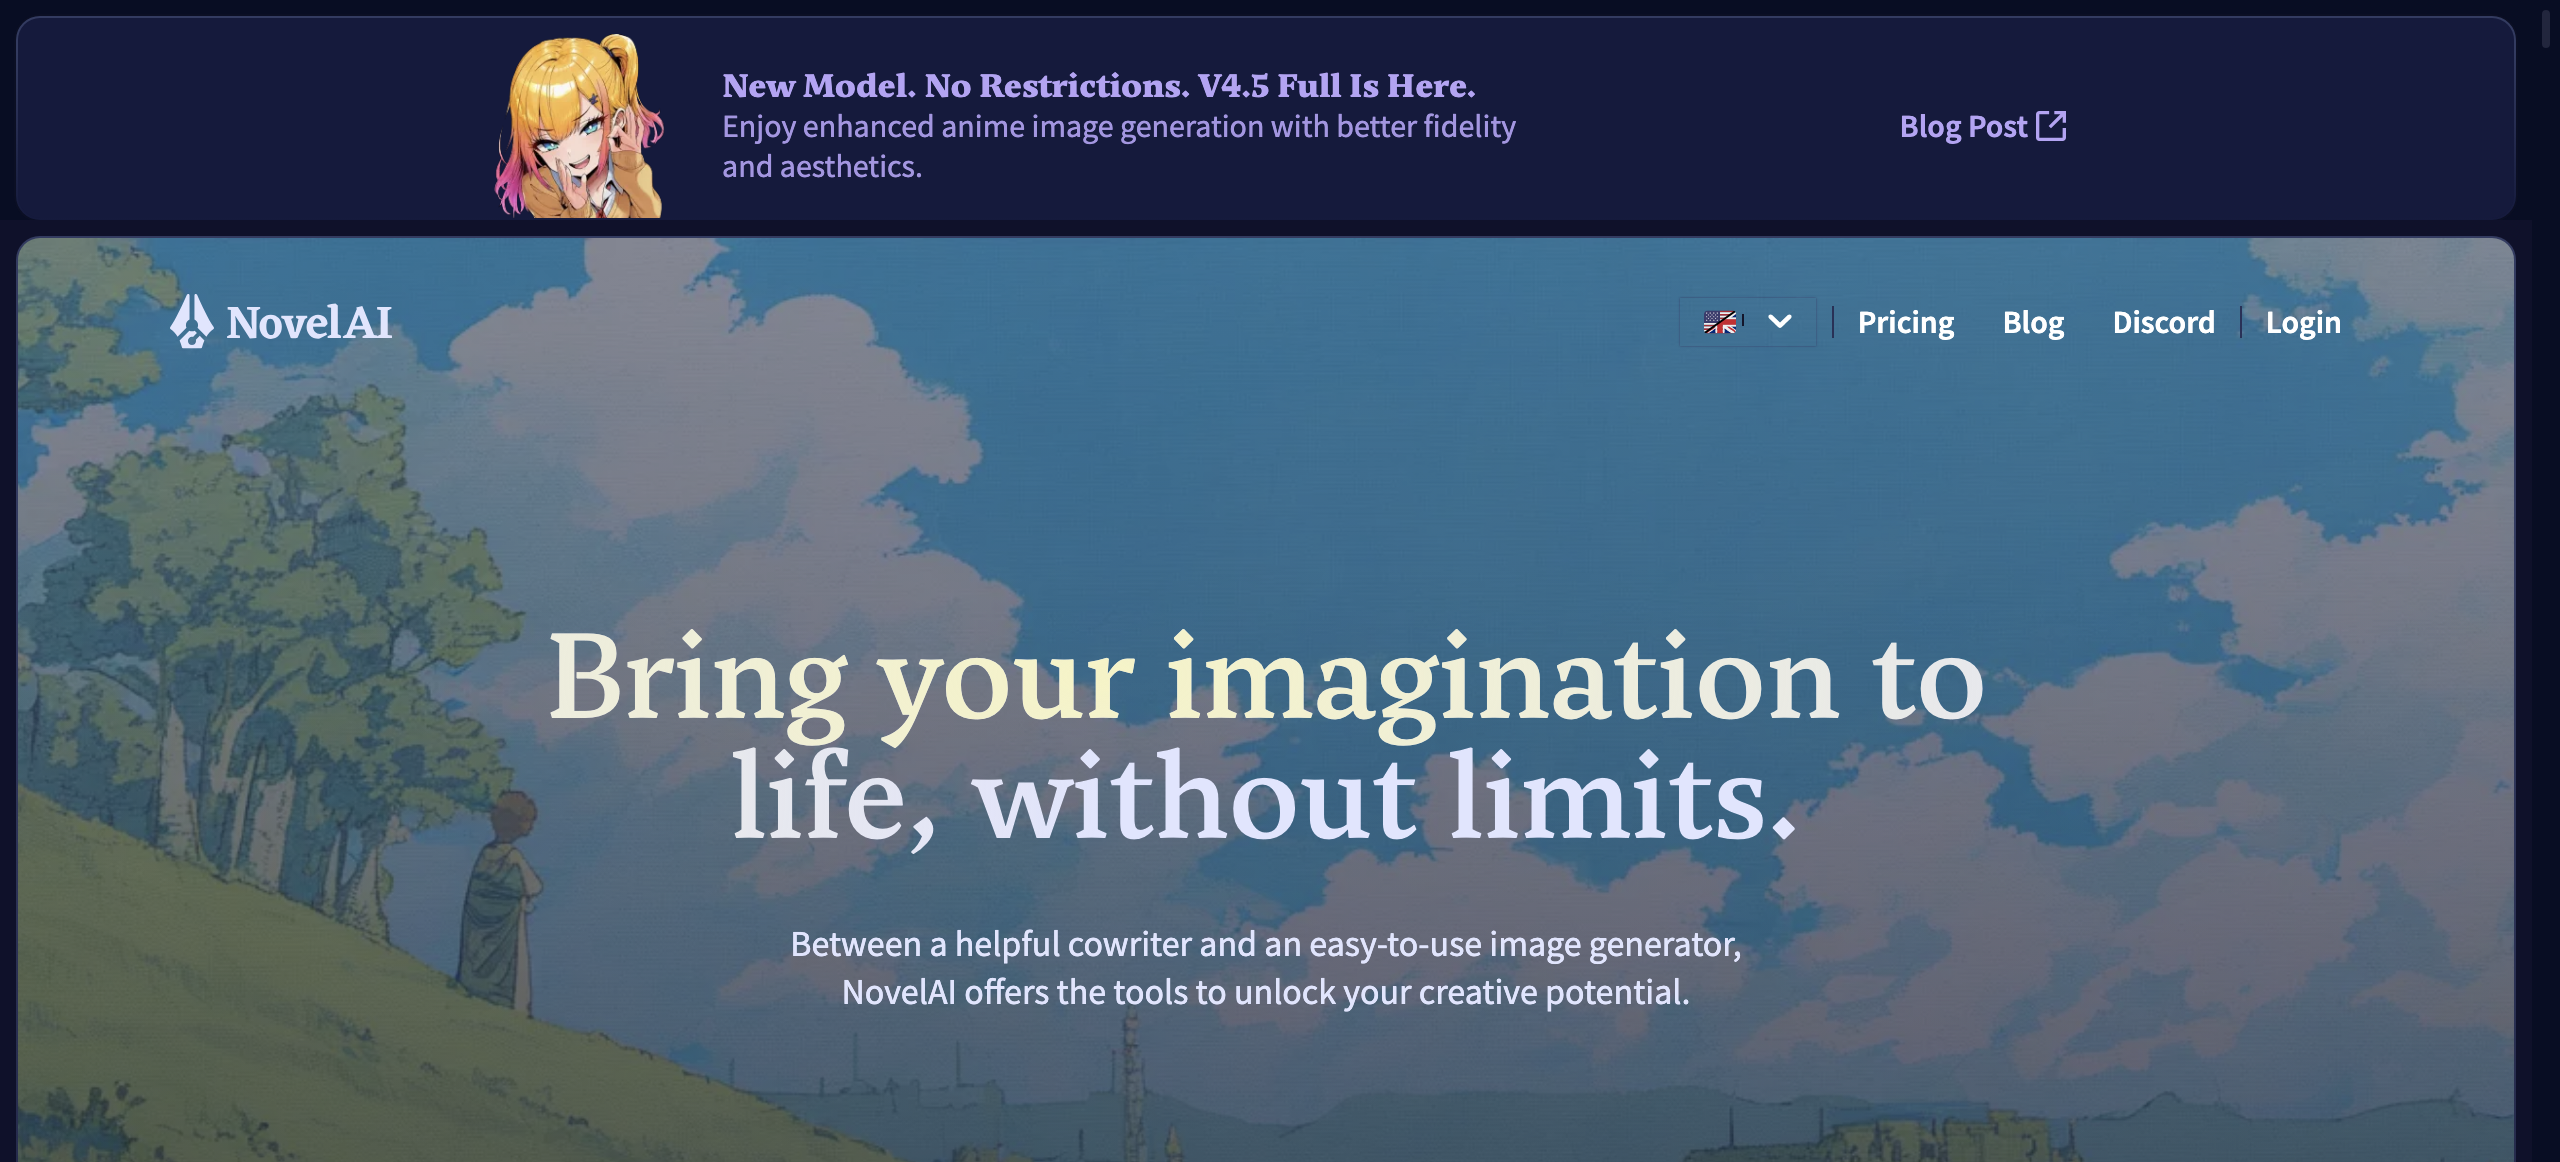 New Model. No Restrictions. V4.5 Full Is Here.
Enjoy enhanced anime image generation with better fidelity
and aesthetics.
Blog Post
NovelAI
Pricing
Blog
Discord
Login
Bring your imagination to
life, without limits.
Between a helpful cowriter and an easy-to-use image generator,
NovelAI offers the tools to unlock your creative potential.